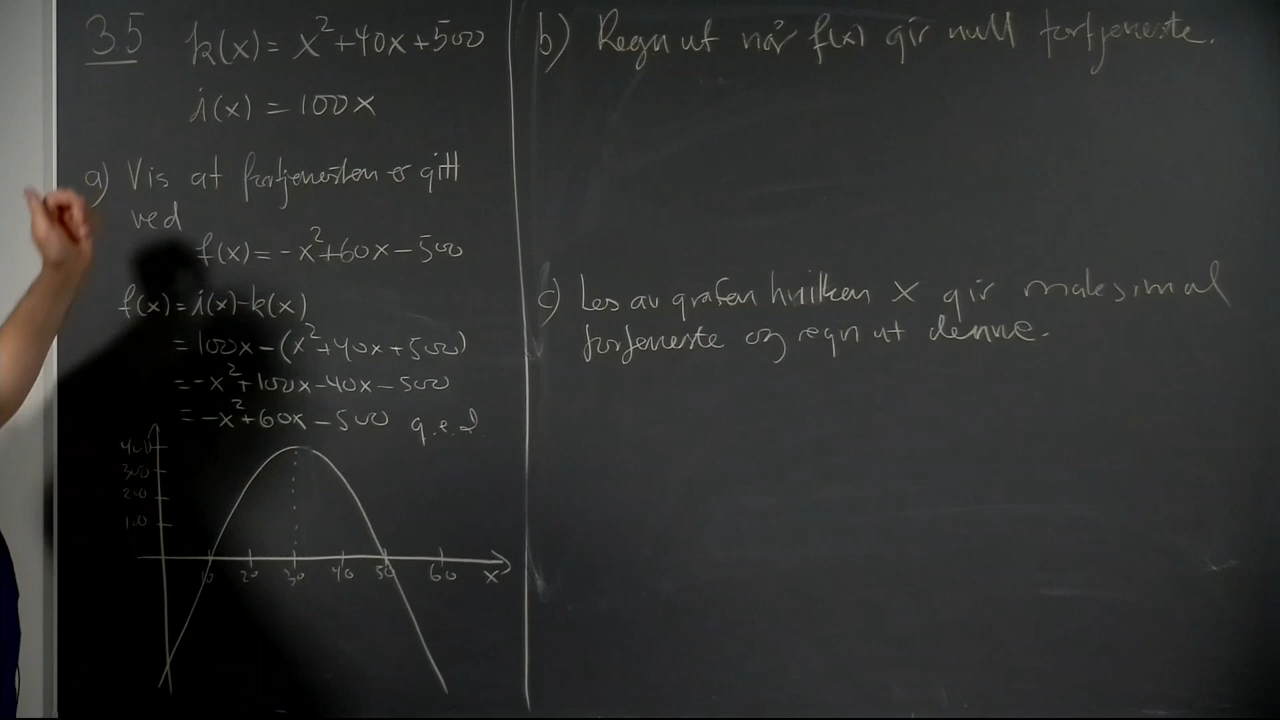 35 k(x) = x²+40x+500
i(x) = 100x
a) Vis at fortjenesten er gitt
ved
f(x) = -x²+60x-500
f(x) = i(x)-k(x)
= 100x-(x²+40x+500)
= -x²+100x-40x-500
= -x²+60x-500 q.e.d.
400
300
200
100
10 20 30 40 50 60 x
b) Regn ut når f(x) gir null fortjeneste.
c) Les av grafen hvilken x gir maksimal
fortjeneste og regn ut denne.